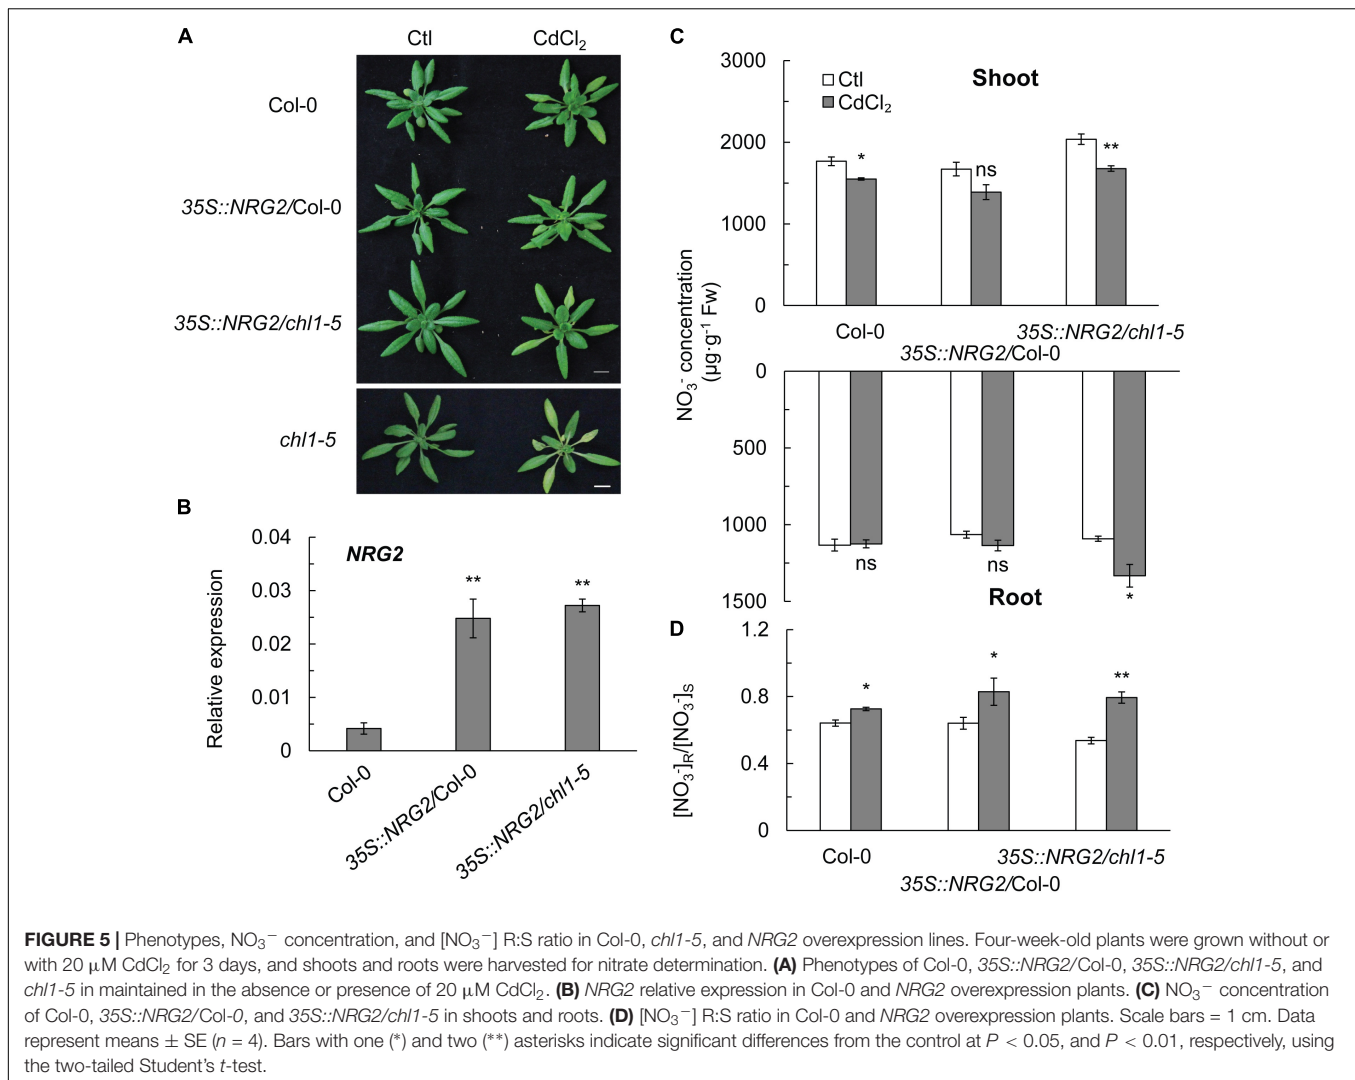 A
Ctl
CdCl₂
Col-0
35S::NRG2/Col-0
35S::NRG2/chl1-5
chl1-5
B
NRG2
Relative expression
0.04
0.03
0.02
0.01
0
**
**
Col-0
35S::NRG2/Col-0
35S::NRG2/chl1-5
C
Shoot
Ctl
CdCl₂
NO₃⁻ concentration
(µg·g⁻¹ Fw)
3000
2000
1000
0
*
ns
**
Col-0
35S::NRG2/chl1-5
35S::NRG2/Col-0
0
500
1000
1500
ns
ns
*
Root
D
[NO₃⁻]R/[NO₃⁻]S
1.2
0.8
0.4
0
*
*
**
Col-0
35S::NRG2/chl1-5
35S::NRG2/Col-0
FIGURE 5 | Phenotypes, NO₃⁻ concentration, and [NO₃⁻] R:S ratio in Col-0, chl1-5, and NRG2 overexpression lines. Four-week-old plants were grown without or
with 20 μM CdCl₂ for 3 days, and shoots and roots were harvested for nitrate determination. (A) Phenotypes of Col-0, 35S::NRG2/Col-0, 35S::NRG2/chl1-5, and
chl1-5 in maintained in the absence or presence of 20 μM CdCl₂. (B) NRG2 relative expression in Col-0 and NRG2 overexpression plants. (C) NO₃⁻ concentration
of Col-0, 35S::NRG2/Col-0, and 35S::NRG2/chl1-5 in shoots and roots. (D) [NO₃⁻] R:S ratio in Col-0 and NRG2 overexpression plants. Scale bars = 1 cm. Data
represent means ± SE (n = 4). Bars with one (*) and two (**) asterisks indicate significant differences from the control at P < 0.05, and P < 0.01, respectively, using
the two-tailed Student's t-test.